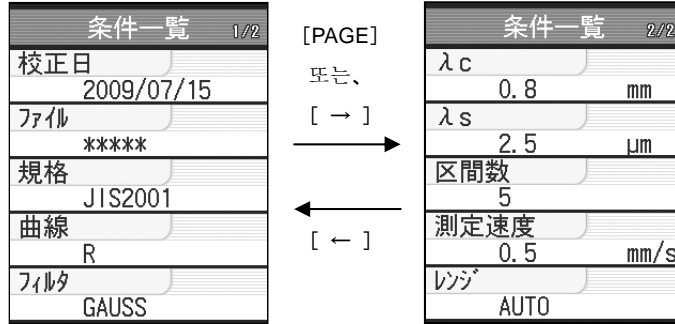 条件一覧 1/2
校正日
2009/07/15
ファイル
*****
規格
JIS2001
曲線
R
フィルタ
GAUSS
[PAGE]
또는、
[ → ]
[ ← ]
条件一覧 2/2
λc
0.8 mm
λs
2.5 μm
区間数
5
測定速度
0.5 mm/s
レンジ
AUTO